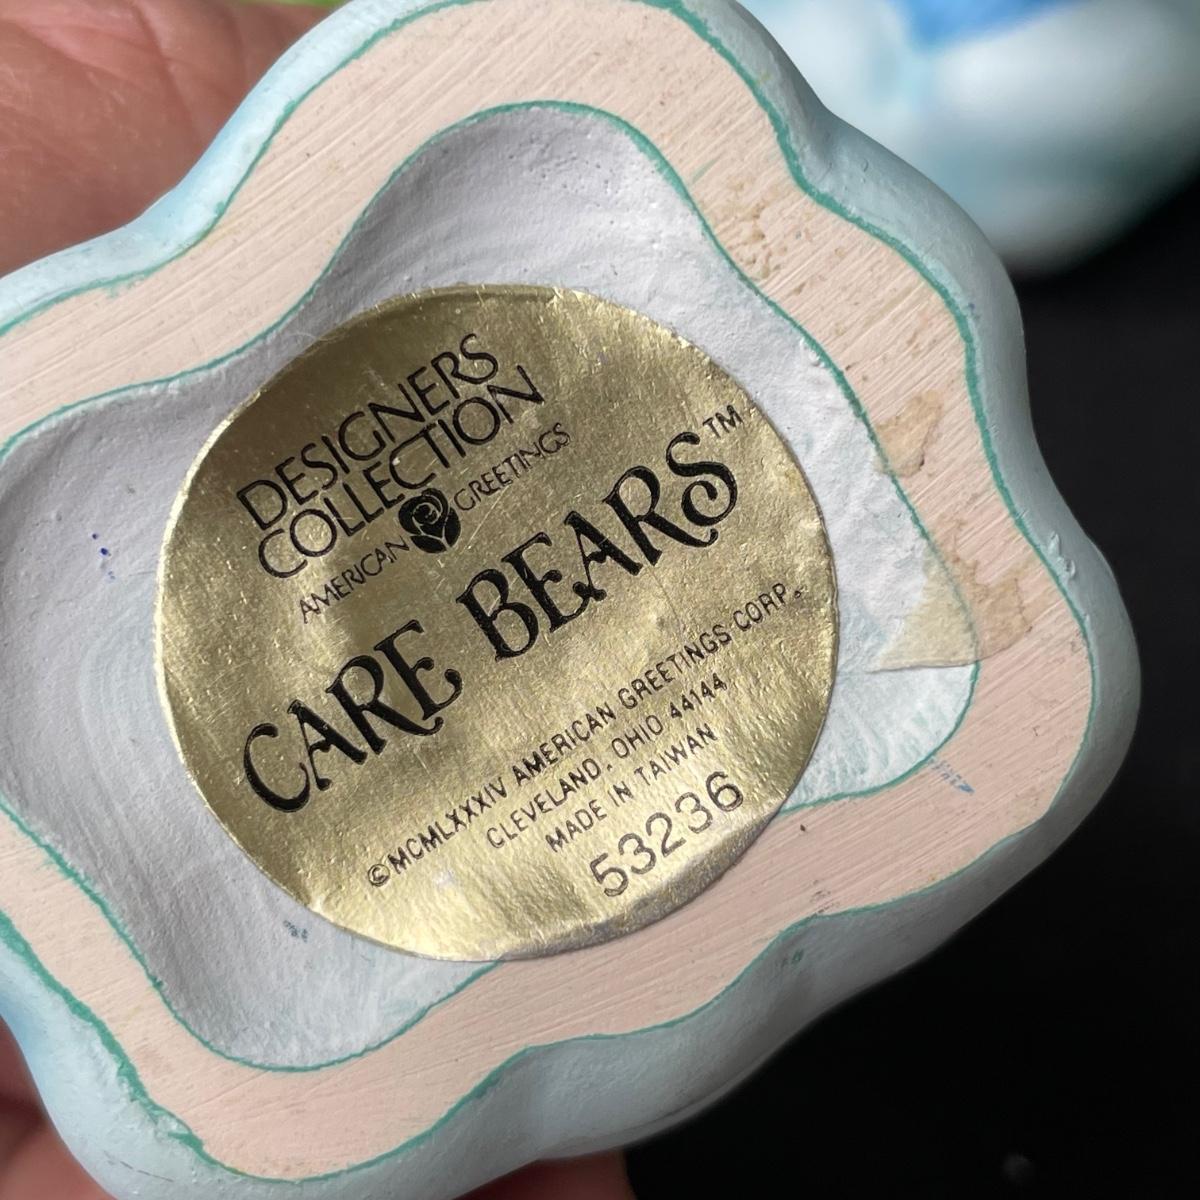 DESIGNERS
COLLECTION
AMERICAN GREETINGS
CARE BEARS™
©MCMLXXXIV AMERICAN GREETINGS CORP.
CLEVELAND, OHIO 44144
MADE IN TAIWAN
53236